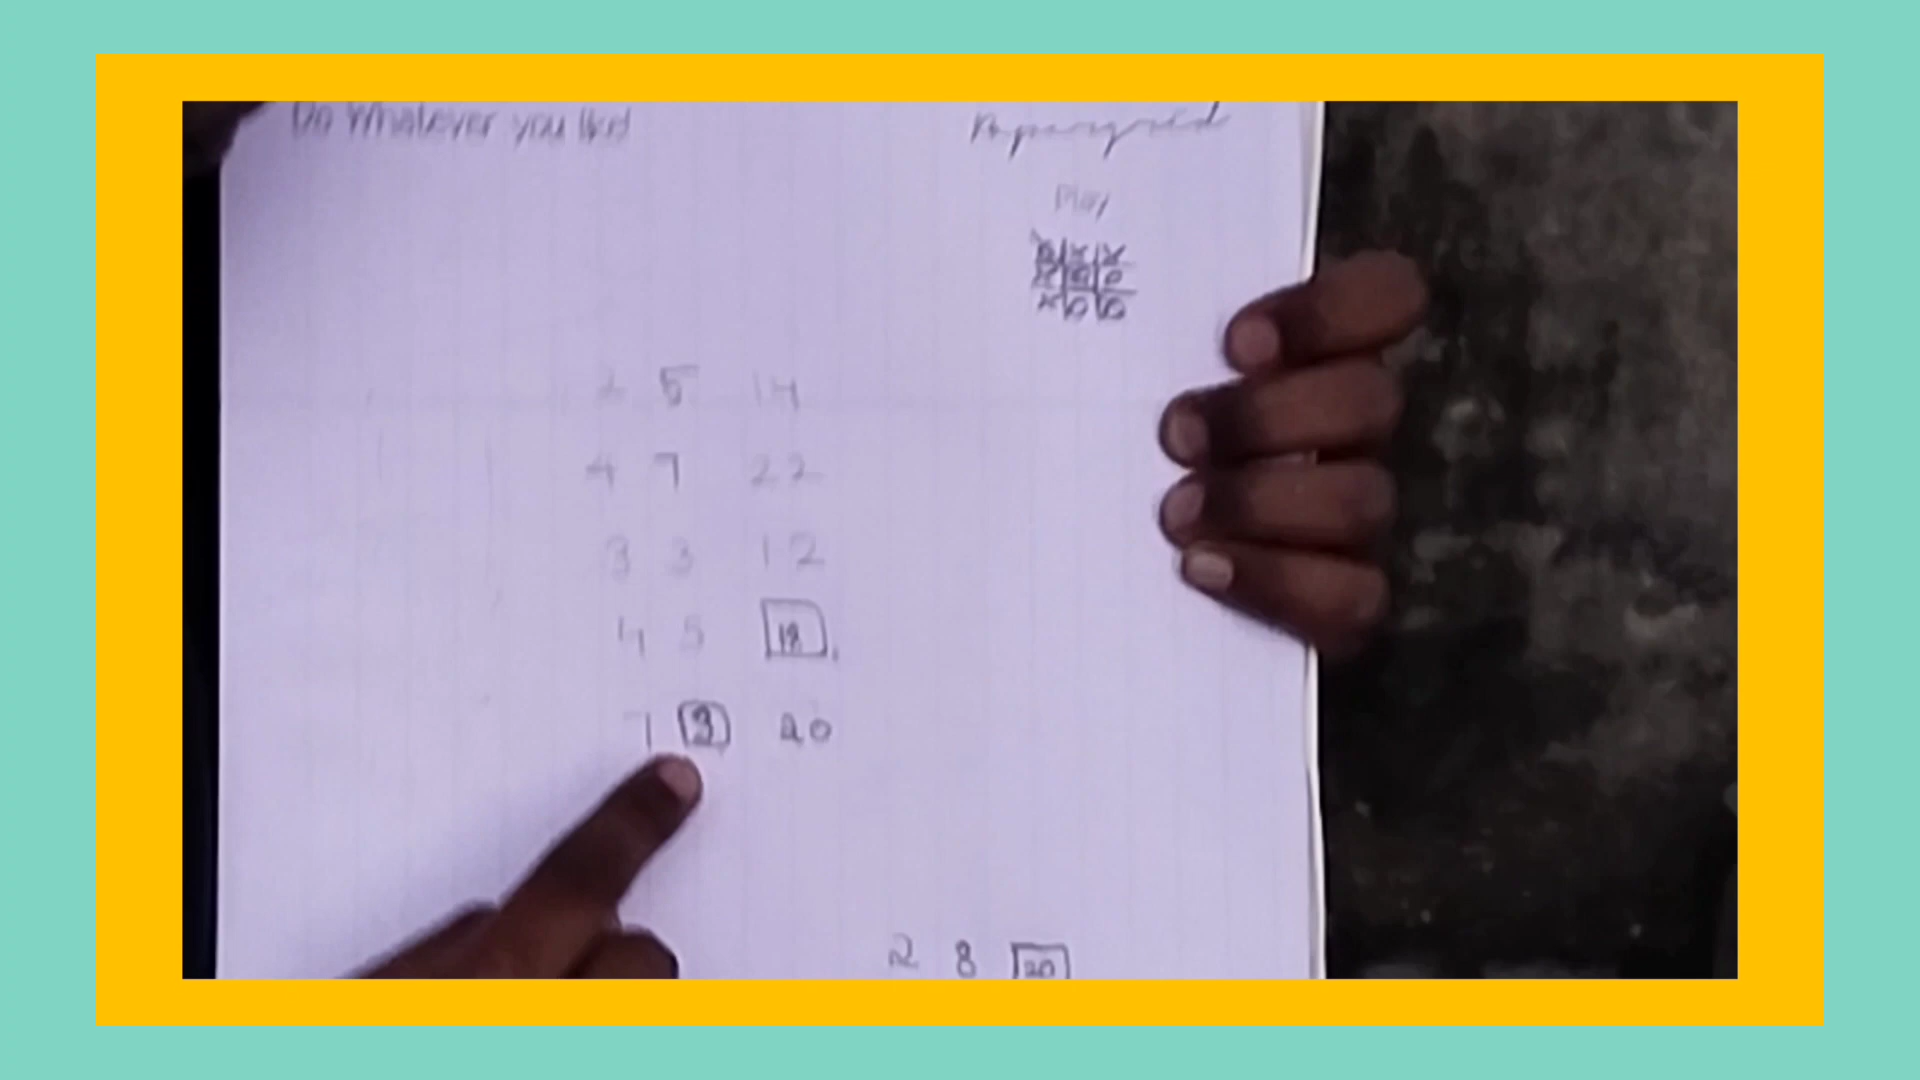 Do Whatever you like!
Play
X X
X O
X O O
2 5 14
4 7 22
3 3 12
4 5 18
7 3 20
2 8 20